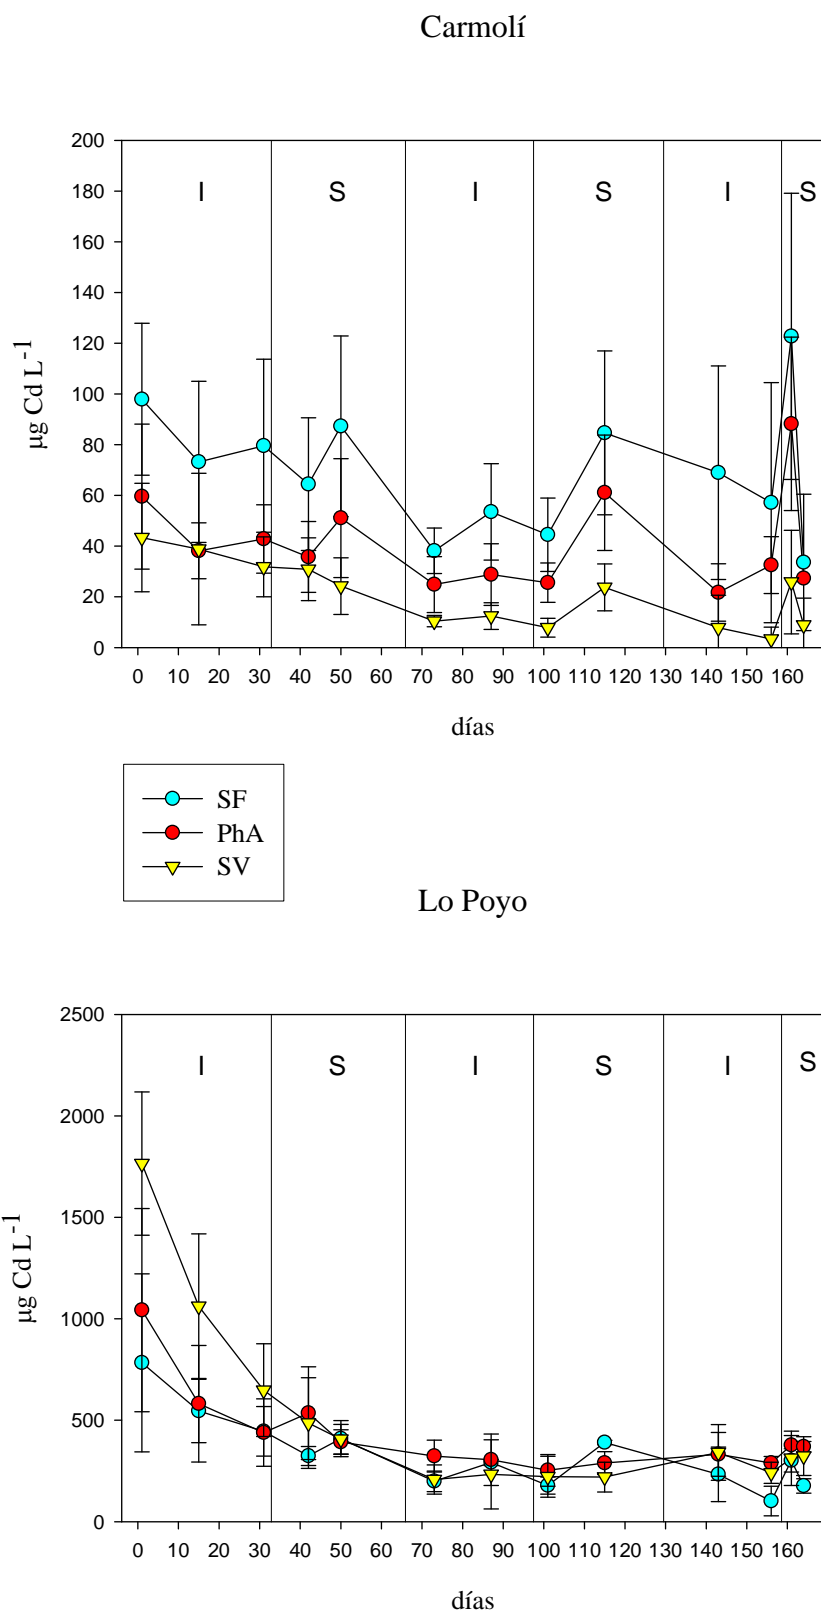 Carmolí
200
180
160
140
120
100
80
60
40
20
0
I S I S I S
µg Cd L-1
0 10 20 30 40 50 60 70 80 90 100 110 120 130 140 150 160
días
SF
PhA
SV
Lo Poyo
2500
2000
1500
1000
500
0
I S I S I S
µg Cd L-1
0 10 20 30 40 50 60 70 80 90 100 110 120 130 140 150 160
días